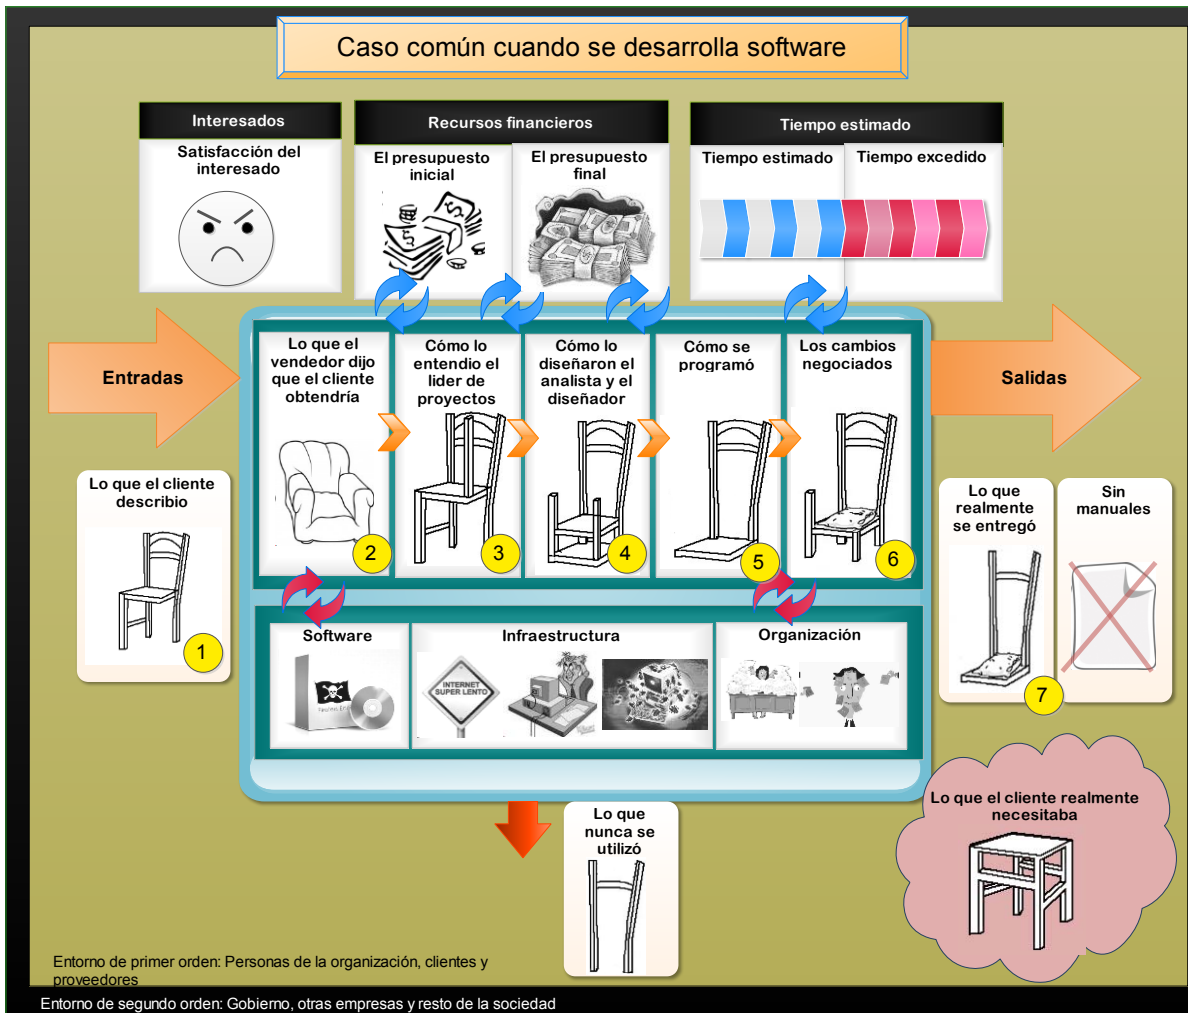 Caso común cuando se desarrolla software
Interesados
Recursos financieros
Tiempo estimado
Satisfacción del
interesado
El presupuesto
inicial
El presupuesto
final
Tiempo estimado
Tiempo excedido
Entradas
Lo que el
vendedor dijo
que el cliente
obtendría
2
Cómo lo
entendio el
lider de
proyectos
3
Cómo lo
diseñaron el
analista y el
diseñador
4
Cómo se
programó
5
Los cambios
negociados
6
Salidas
Lo que el cliente
describio
1
Lo que
realmente
se entregó
7
Sin
manuales
Software
Infraestructura
INTERNET
SUPER LENTO
Organización
Lo que
nunca se
utilizó
Lo que el cliente realmente
necesitaba
Entorno de primer orden: Personas de la organización, clientes y
proveedores
Entorno de segundo orden: Gobierno, otras empresas y resto de la sociedad